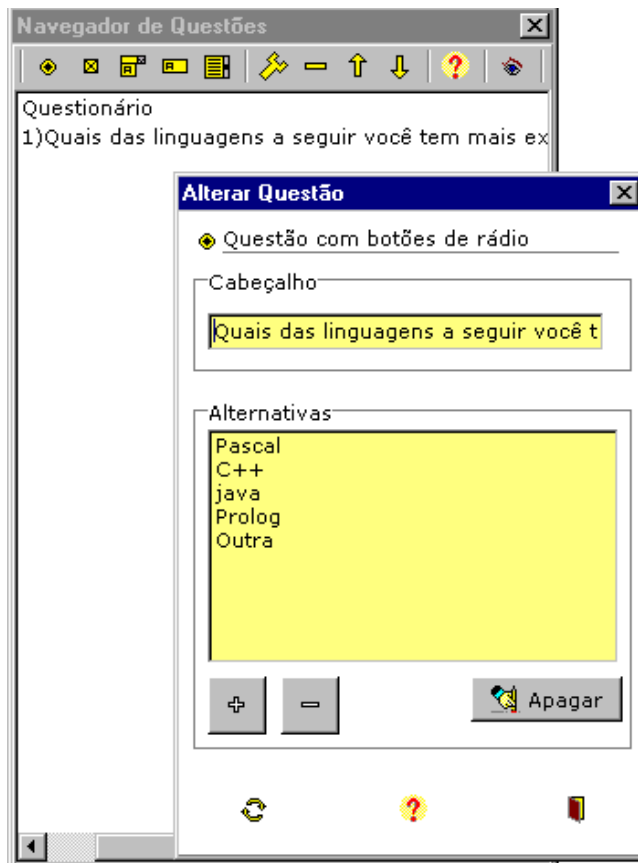 Navegador de Questões
Questionário
1)Quais das linguagens a seguir você tem mais ex
Alterar Questão
Questão com botões de rádio
Cabeçalho
Quais das linguagens a seguir você t
Alternativas
Pascal
C++
java
Prolog
Outra
Apagar